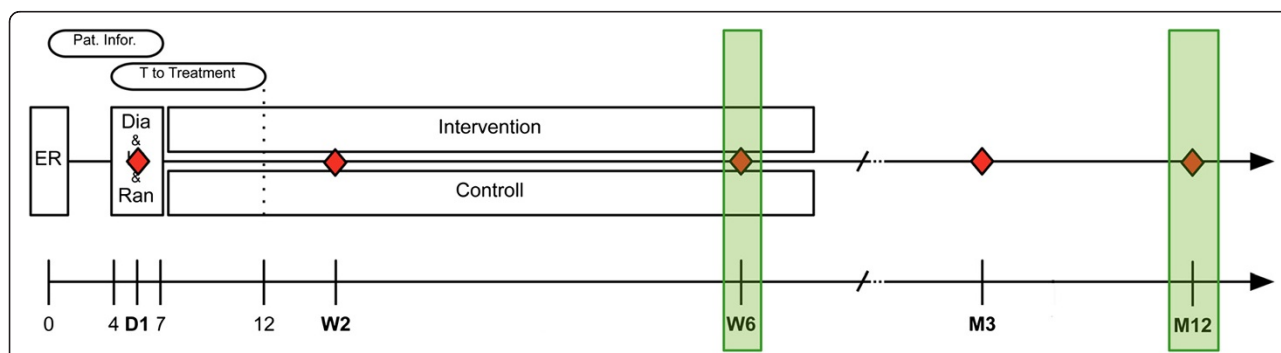 Pat. Infor.
T to Treatment
ER
Dia
&
&
Ran
Intervention
Controll
0 4 D1 7 12 W2 W6 M3 M12